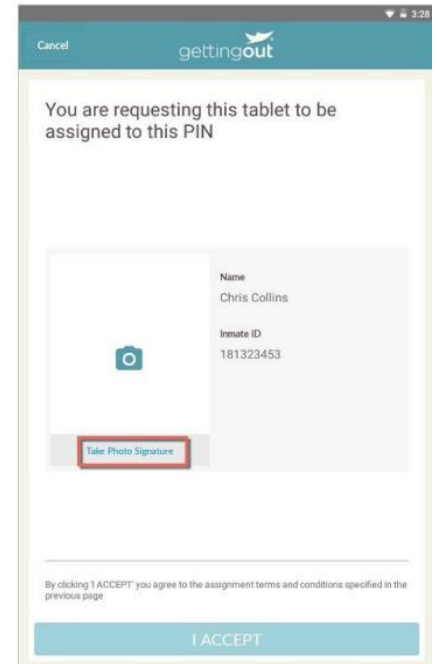 3:28
Cancel
gettingout
You are requesting this tablet to be
assigned to this PIN
Name
Chris Collins
Inmate ID
181323453
Take Photo Signature
By clicking 'I ACCEPT' you agree to the assignment terms and conditions specified in the
previous page
I ACCEPT